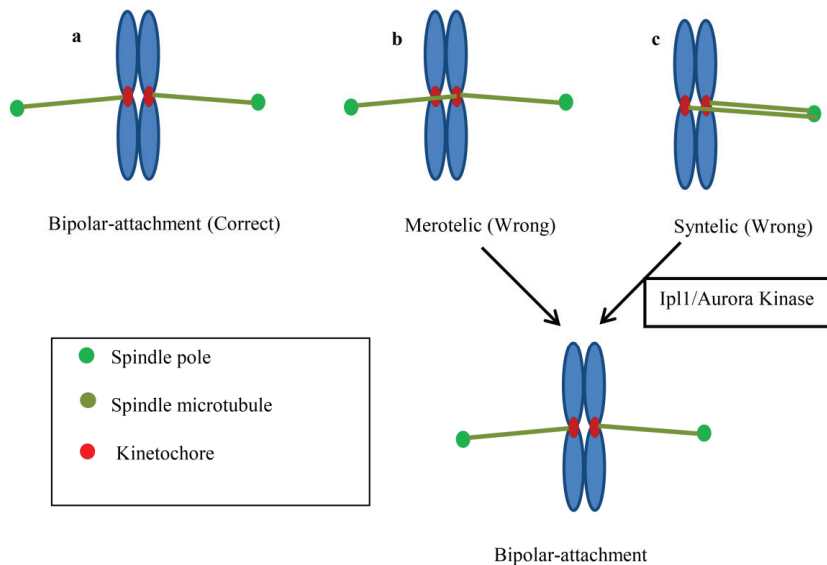 a
b
c
Bipolar-attachment (Correct)
Merotelic (Wrong)
Syntelic (Wrong)
Ipl1/Aurora Kinase
Spindle pole
Spindle microtubule
Kinetochore
Bipolar-attachment